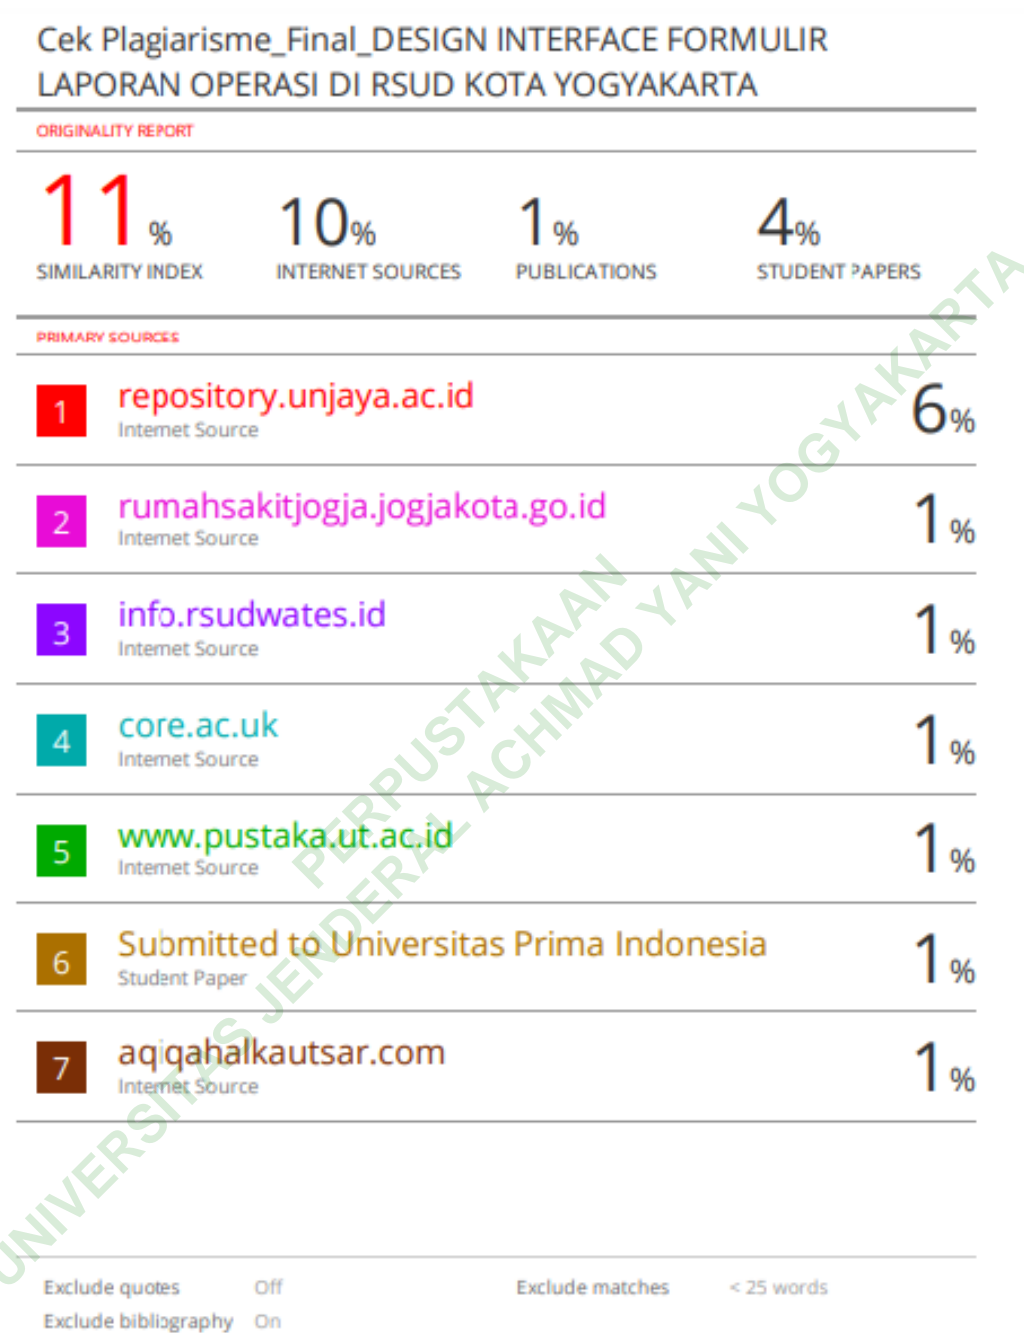 Cek Plagiarisme_Final_DESIGN INTERFACE FORMULIR
LAPORAN OPERASI DI RSUD KOTA YOGYAKARTA
ORIGINALITY REPORT
11%
SIMILARITY INDEX
10%
INTERNET SOURCES
1%
PUBLICATIONS
4%
STUDENT PAPERS
PRIMARY SOURCES
1
repository.unjaya.ac.id
Internet Source
6%
2
rumahsakitjogja.jogjakota.go.id
Internet Source
1%
3
info.rsudwates.id
Internet Source
1%
4
core.ac.uk
Internet Source
1%
5
www.pustaka.ut.ac.id
Internet Source
1%
6
Submitted to Universitas Prima Indonesia
Student Paper
1%
7
aqiqahalkautsar.com
Internet Source
1%
Exclude quotes Off
Exclude bibliography On
Exclude matches < 25 words
PERPUSTAKAAN
UNIVERSITAS JENDERAL ACHMAD YANI YOGYAKARTA